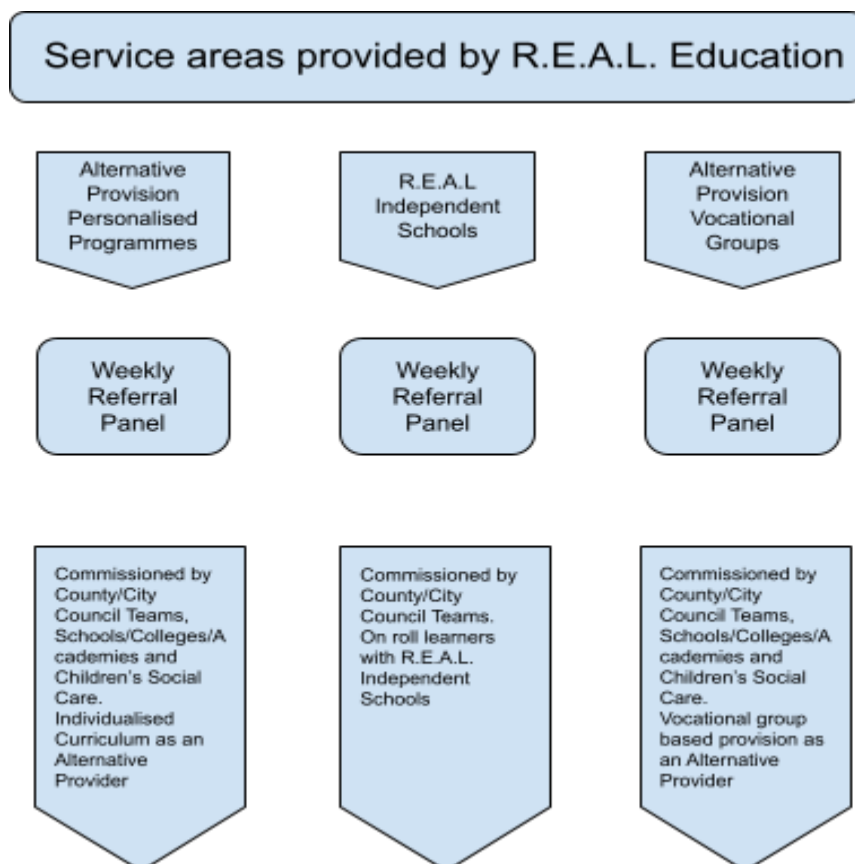 Service areas provided by R.E.A.L. Education
Alternative
Provision
Personalised
Programmes
R.E.A.L
Independent
Schools
Alternative
Provision
Vocational
Groups
Weekly
Referral
Panel
Weekly
Referral
Panel
Weekly
Referral
Panel
Commissioned by
County/City
Council Teams,
Schools/Colleges/A
cademies and
Children's Social
Care.
Individualised
Curriculum as an
Alternative
Provider
Commissioned by
County/City
Council Teams.
On roll learners
with R.E.A.L.
Independent
Schools
Commissioned by
County/City
Council Teams,
Schools/Colleges/A
cademies and
Children's Social
Care.
Vocational group
based provision as
an Alternative
Provider